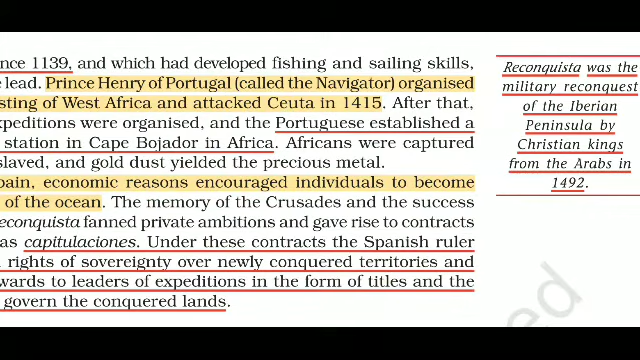 nce 1139, and which had developed fishing and sailing skills,
e lead. Prince Henry of Portugal (called the Navigator) organised
sting of West Africa and attacked Ceuta in 1415. After that,
xpeditions were organised, and the Portuguese established a
station in Cape Bojador in Africa. Africans were captured
slaved, and gold dust yielded the precious metal.
pain, economic reasons encouraged individuals to become
of the ocean. The memory of the Crusades and the success
econquista fanned private ambitions and gave rise to contracts
as capitulaciones. Under these contracts the Spanish ruler
rights of sovereignty over newly conquered territories and
wards to leaders of expeditions in the form of titles and the
govern the conquered lands.
Reconquista was the
military reconquest
of the Iberian
Peninsula by
Christian kings
from the Arabs in
1492.